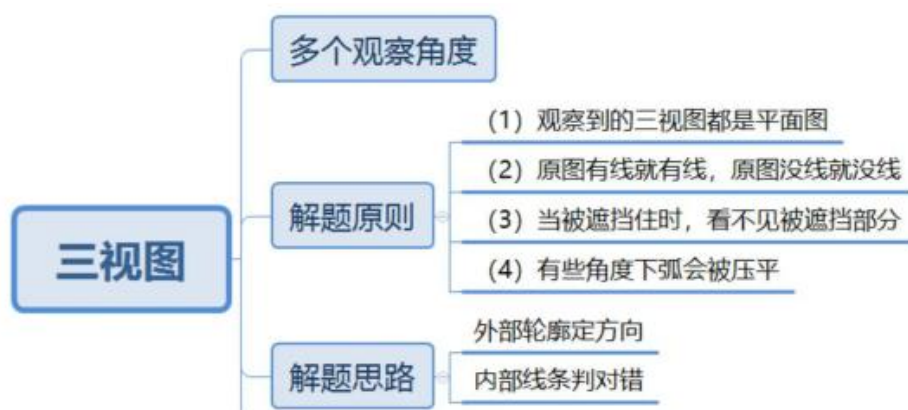 三视图
多个观察角度
解题原则
（1）观察到的三视图都是平面图
（2）原图有线就有线，原图没线就没线
（3）当被遮挡住时，看不见被遮挡部分
（4）有些角度下弧会被压平
解题思路
外部轮廓定方向
内部线条判对错